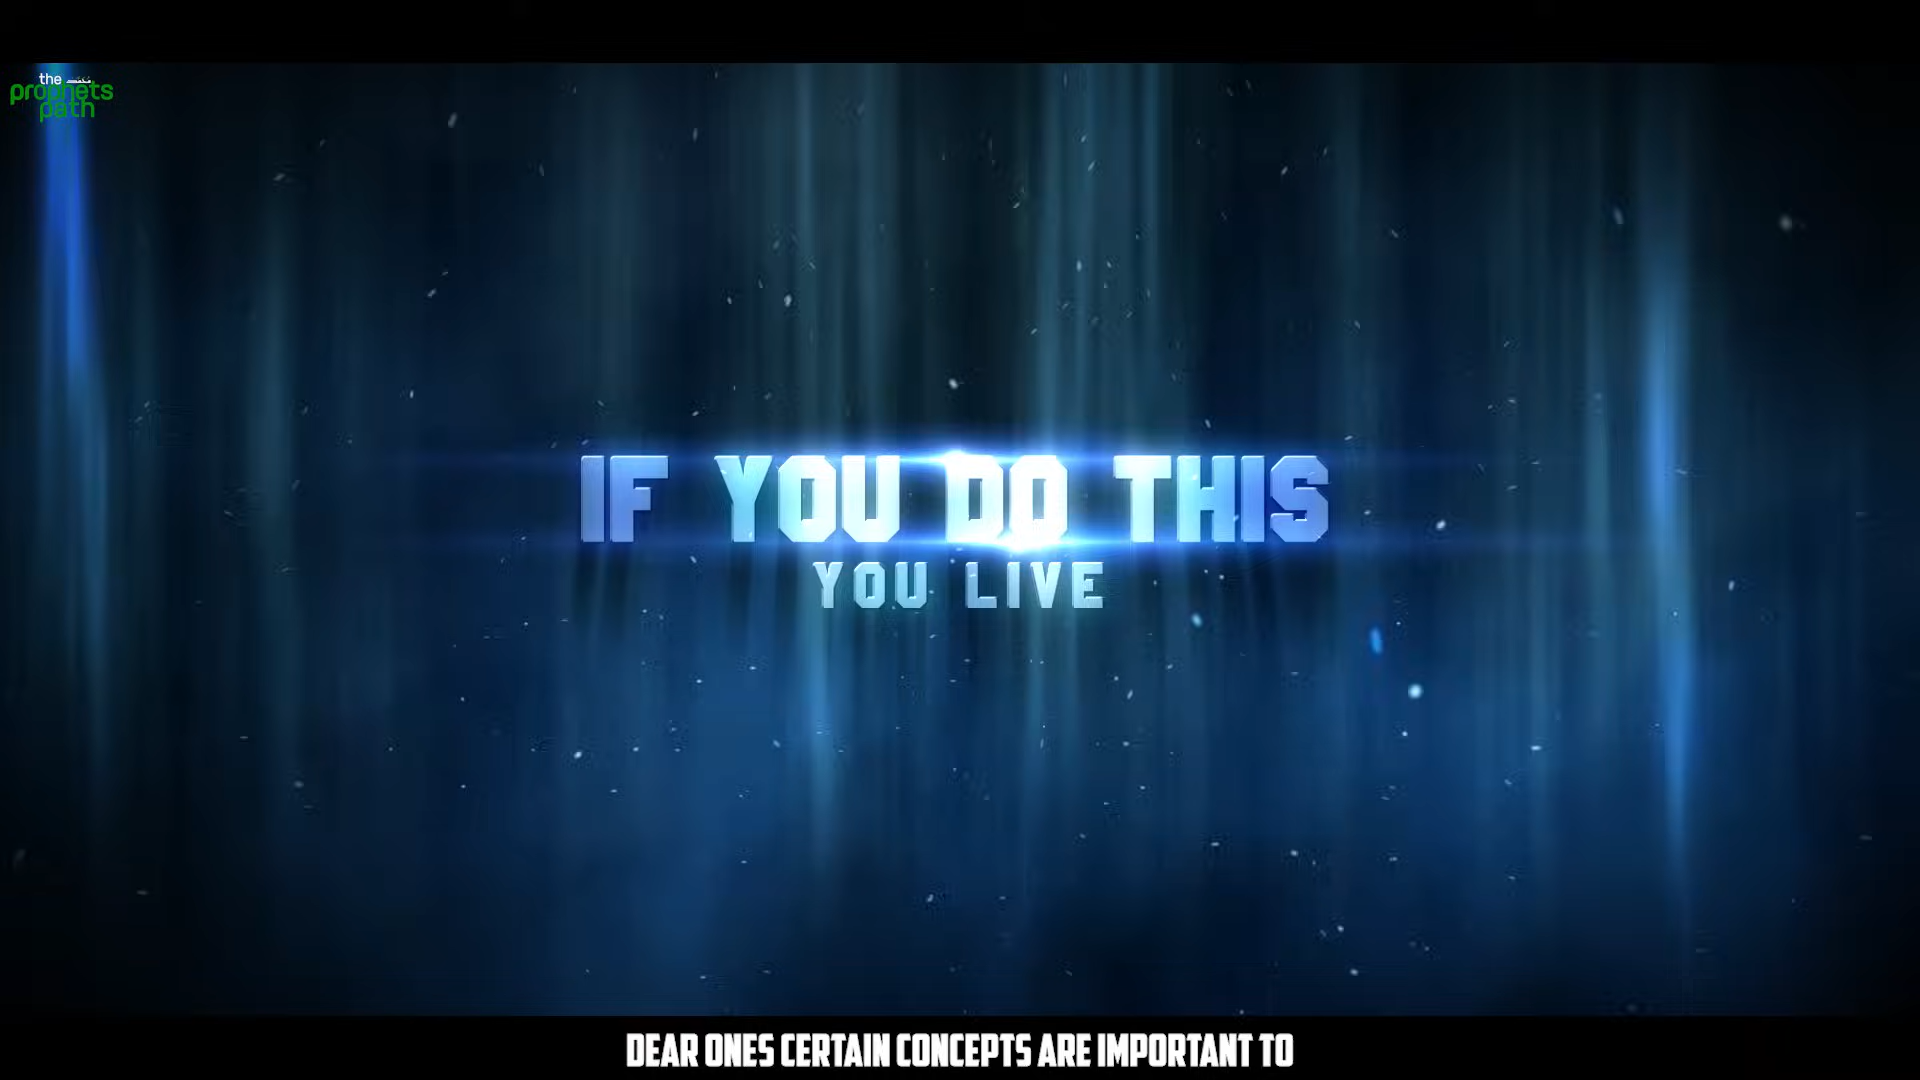 the
prophets
path
IF YOU DO THIS
YOU LIVE
DEAR ONES CERTAIN CONCEPTS ARE IMPORTANT TO